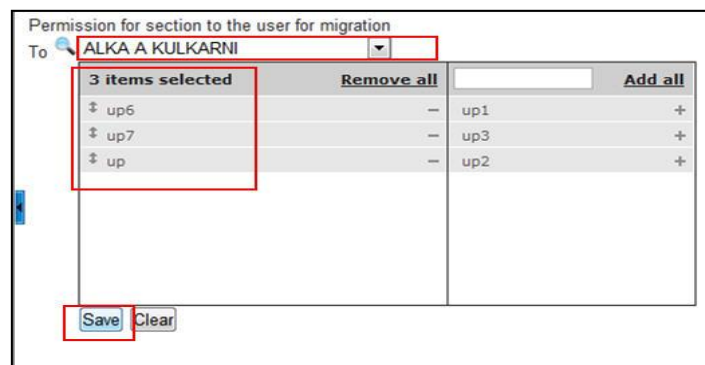 Permission for section to the user for migration
To ALKA A KULKARNI
3 items selected Remove all Add all
up6 − up1 +
up7 − up3 +
up − up2 +
Save Clear